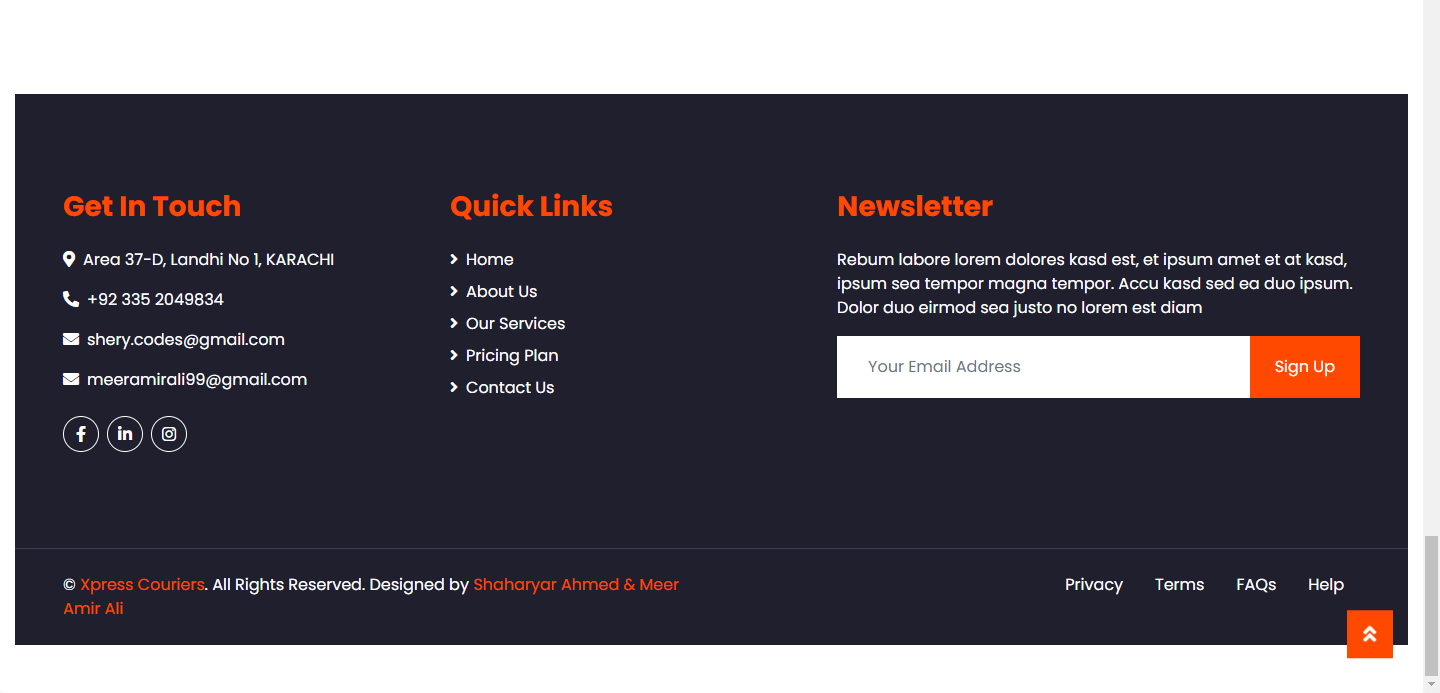 Get In Touch
Area 37-D, Landhi No 1, KARACHI
+92 335 2049834
shery.codes@gmail.com
meeramirali99@gmail.com
Quick Links
Home
About Us
Our Services
Pricing Plan
Contact Us
Newsletter
Rebum labore lorem dolores kasd est, et ipsum amet et at kasd,
ipsum sea tempor magna tempor. Accu kasd sed ea duo ipsum.
Dolor duo eirmod sea justo no lorem est diam
Your Email Address
Sign Up
© Xpress Couriers. All Rights Reserved. Designed by Shaharyar Ahmed & Meer
Amir Ali
Privacy Terms FAQs Help